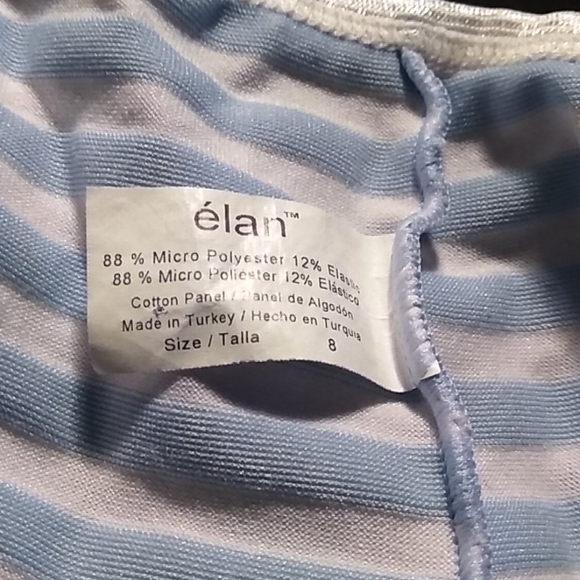 élan™
88 % Micro Polyester 12% Elastic
88 % Micro Poliéster 12% Elástico
Cotton Panel / Panel de Algodón
Made in Turkey / Hecho en Turquia
Size / Talla 8